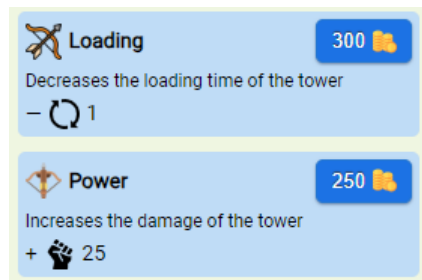 Loading
300
Decreases the loading time of the tower
– 1
Power
250
Increases the damage of the tower
+ 25